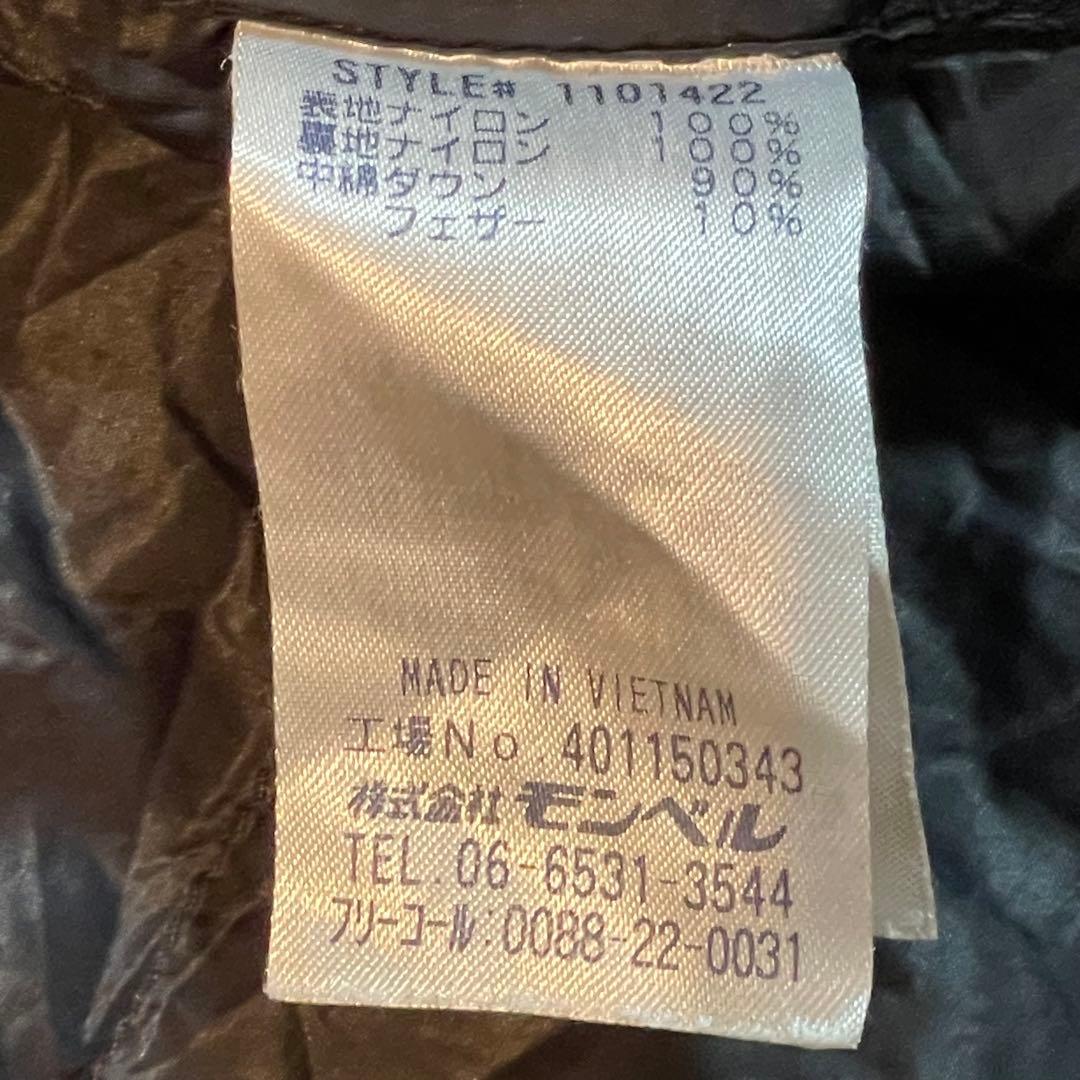 STYLE# 1101422
表地ナイロン 100%
裏地ナイロン 100%
中綿ダウン 90%
フェザー 10%
MADE IN VIETNAM
工場No. 401150343
株式会社モンベル
TEL.06-6531-3544
フリーコール:0088-22-0031